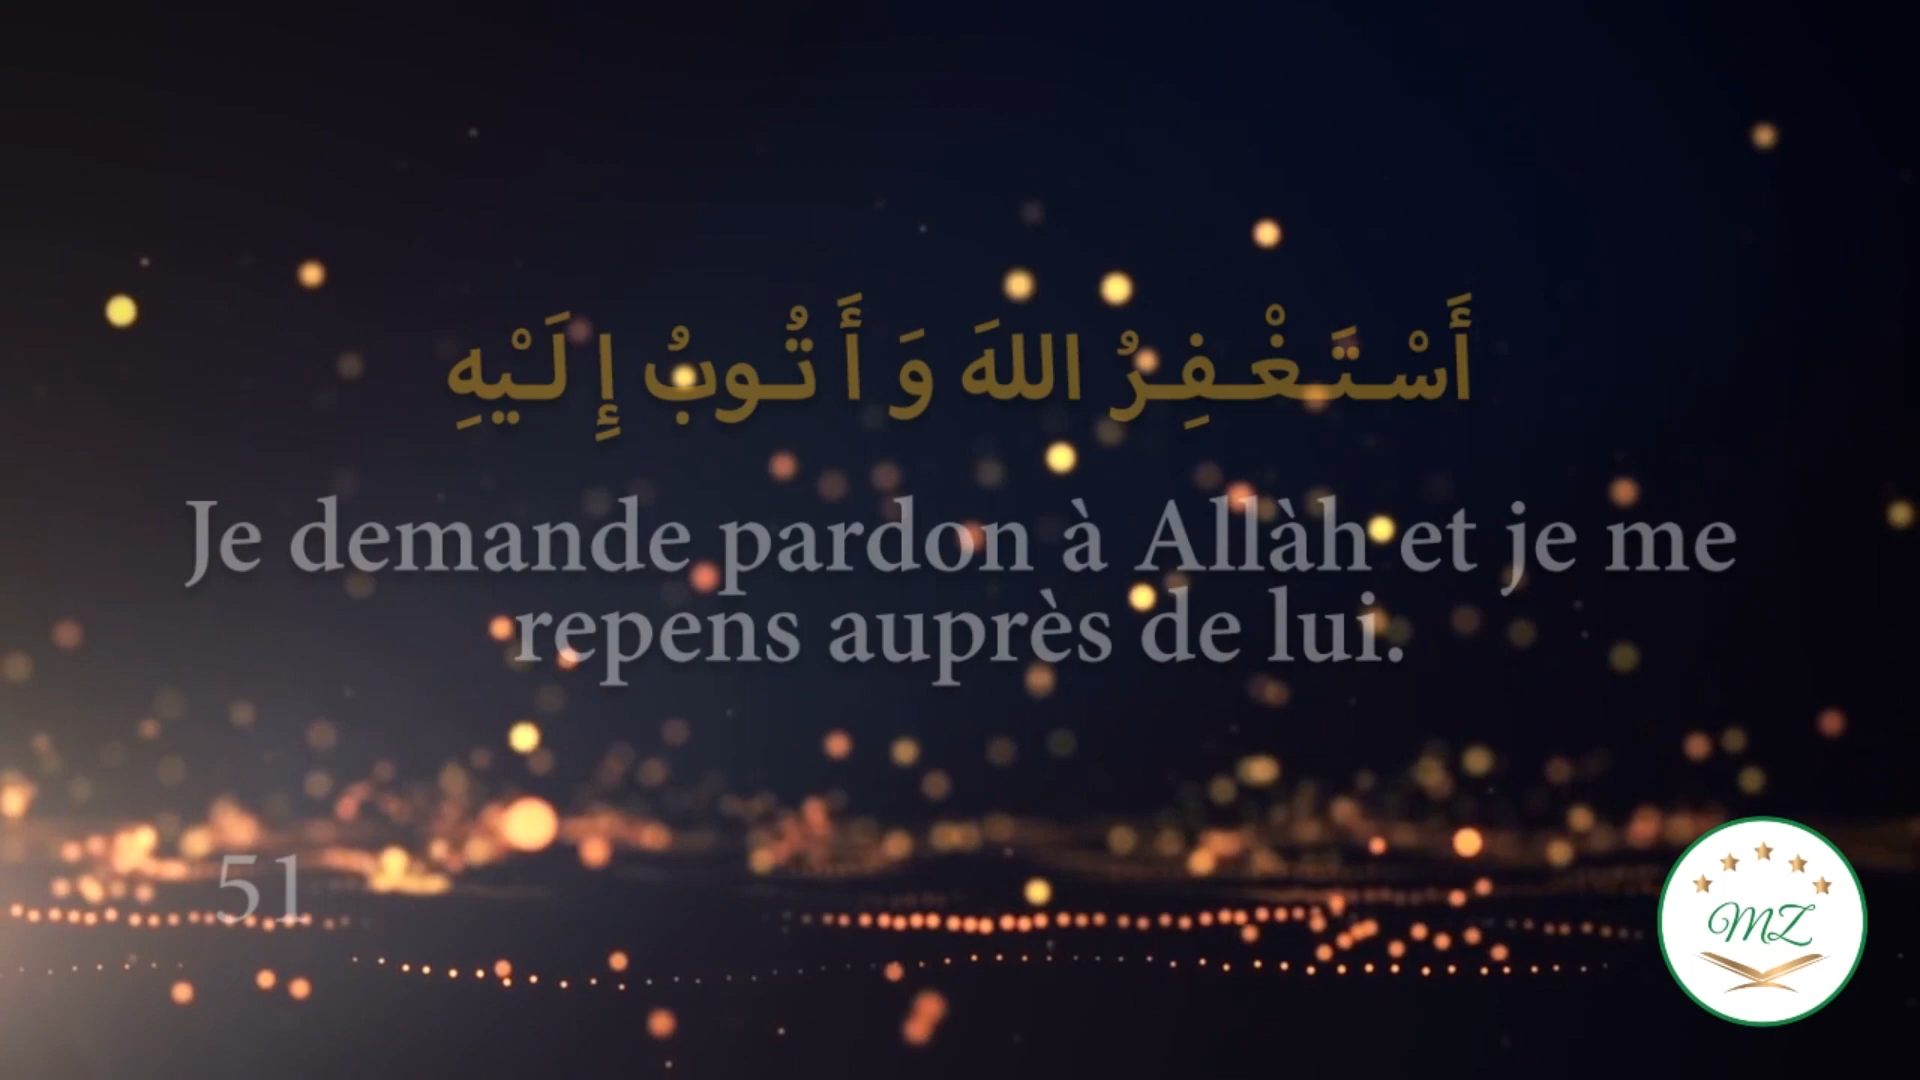 أَسْتَغْفِرُ اللهَ وَ أَتُوبُ إِلَيْهِ
Je demande pardon à Allàh et je me
repens auprès de lui.
51
MZ